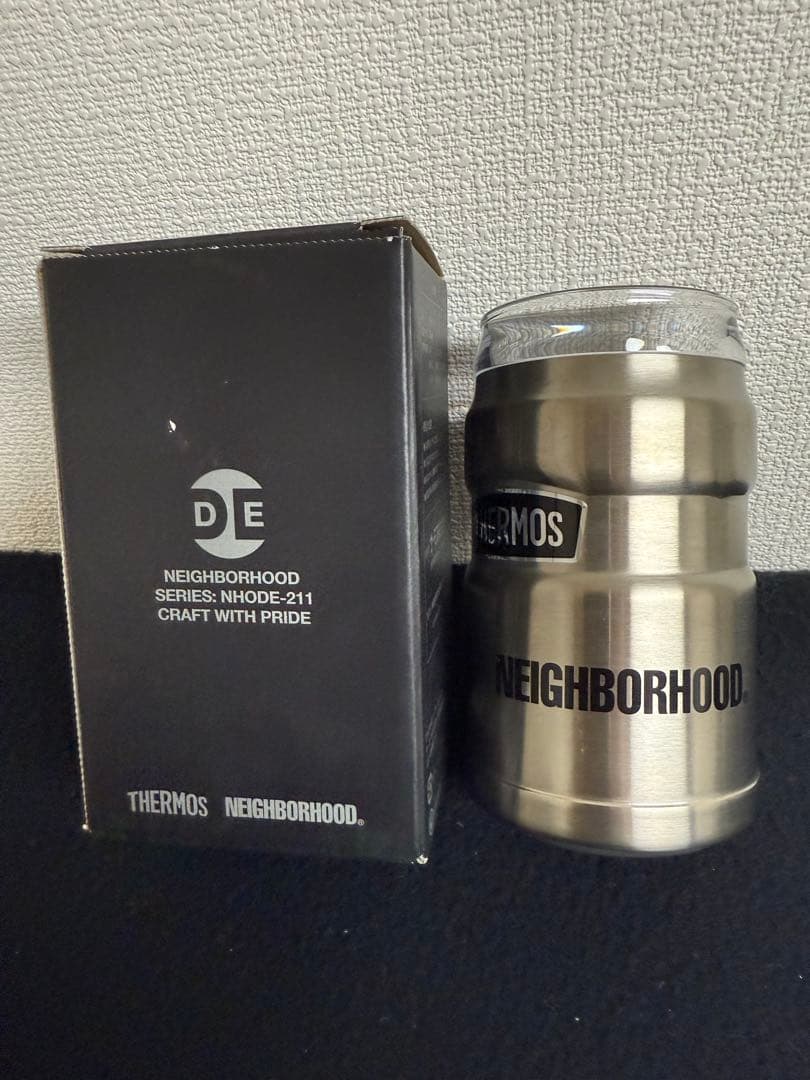 DE
NEIGHBORHOOD
SERIES: NHODE-211
CRAFT WITH PRIDE
THERMOS NEIGHBORHOOD®
THERMOS
NEIGHBORHOOD®